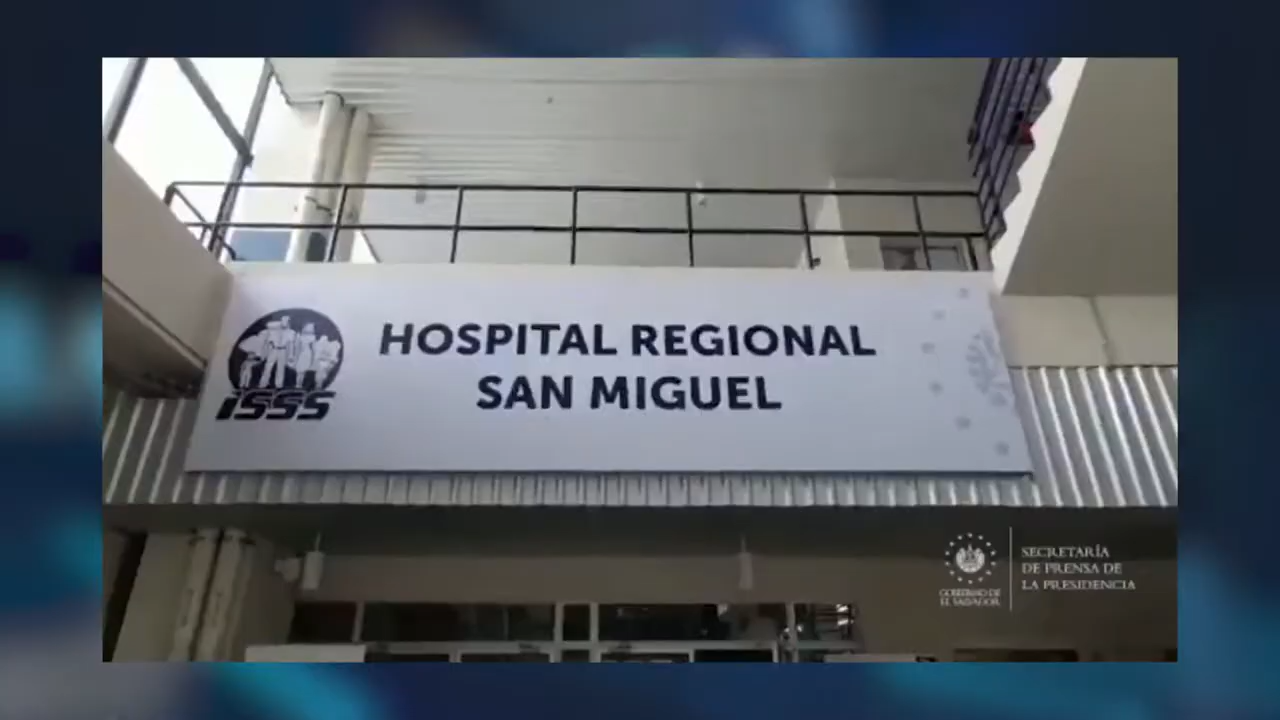 HOSPITAL REGIONAL
SAN MIGUEL
ISSS
SECRETARÍA
DE PRENSA DE
LA PRESIDENCIA
GOBIERNO DE
EL SALVADOR